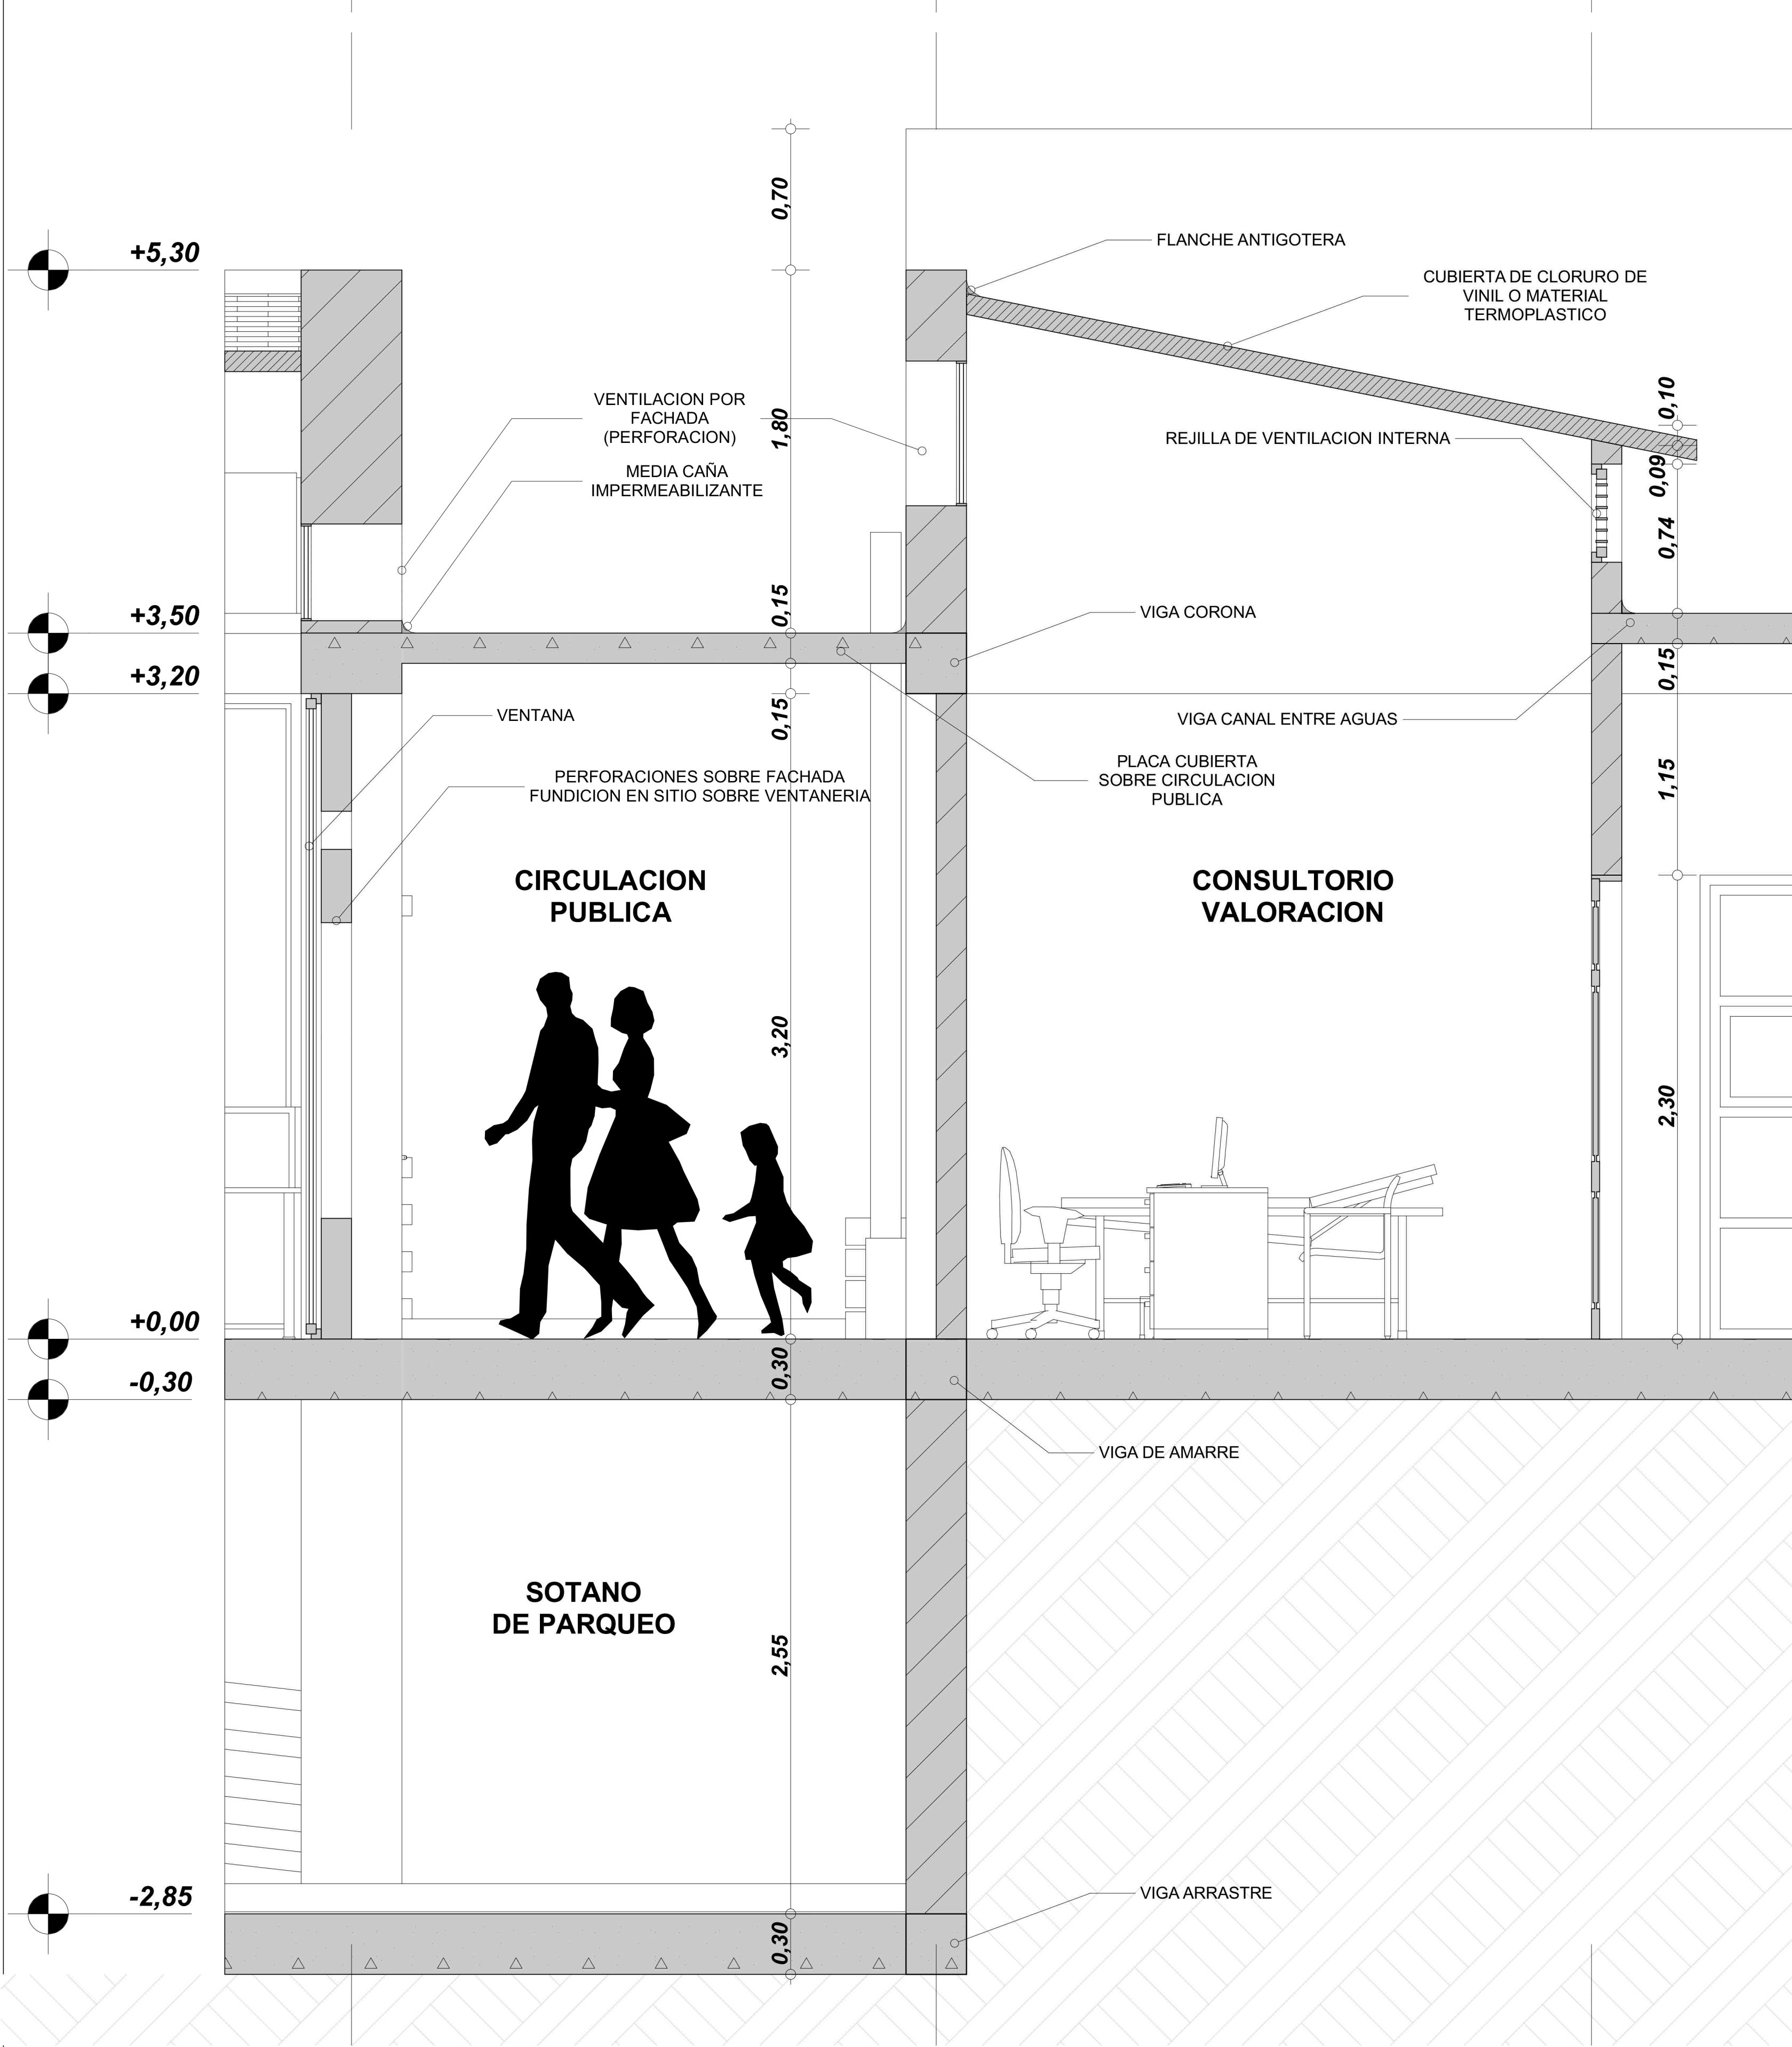 0,70
+5,30
FLANCHE ANTIGOTERA
CUBIERTA DE CLORURO DE
VINIL O MATERIAL
TERMOPLASTICO
VENTILACION POR
FACHADA
(PERFORACION)
1,80
0,10
REJILLA DE VENTILACION INTERNA
MEDIA CAÑA
IMPERMEABILIZANTE
0,09
0,74
+3,50
0,15
VIGA CORONA
+3,20
0,15
0,15
VENTANA
VIGA CANAL ENTRE AGUAS
PERFORACIONES SOBRE FACHADA
FUNDICION EN SITIO SOBRE VENTANERIA
PLACA CUBIERTA
SOBRE CIRCULACION
PUBLICA
1,15
CIRCULACION
PUBLICA
CONSULTORIO
VALORACION
3,20
2,30
+0,00
-0,30
0,30
VIGA DE AMARRE
SOTANO
DE PARQUEO
2,55
-2,85
VIGA ARRASTRE
0,30